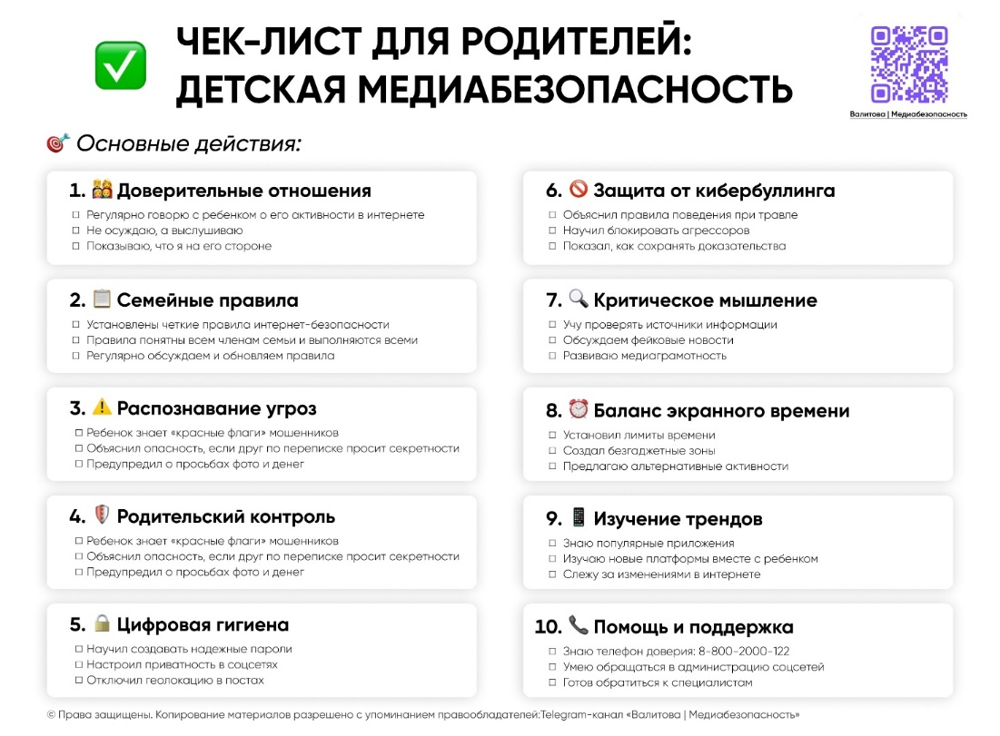 ЧЕК-ЛИСТ ДЛЯ РОДИТЕЛЕЙ:
ДЕТСКАЯ МЕДИАБЕЗОПАСНОСТЬ
Валитова | Медиабезопасность
Основные действия:
1. Доверительные отношения
Регулярно говорю с ребенком о его активности в интернете
Не осуждаю, а выслушиваю
Показываю, что я на его стороне
2. Семейные правила
Установлены четкие правила интернет-безопасности
Правила понятны всем членам семьи и выполняются всеми
Регулярно обсуждаем и обновляем правила
3. Распознавание угроз
Ребенок знает «красные флаги» мошенников
Объяснил опасность, если друг по переписке просит секретности
Предупредил о просьбах фото и денег
4. Родительский контроль
Ребенок знает «красные флаги» мошенников
Объяснил опасность, если друг по переписке просит секретности
Предупредил о просьбах фото и денег
5. Цифровая гигиена
Научил создавать надежные пароли
Настроил приватность в соцсетях
Отключил геолокацию в постах
6. Защита от кибербуллинга
Объяснил правила поведения при травле
Научил блокировать агрессоров
Показал, как сохранять доказательства
7. Критическое мышление
Учу проверять источники информации
Обсуждаем фейковые новости
Развиваю медиаграмотность
8. Баланс экранного времени
Установил лимиты времени
Создал безгаджетные зоны
Предлагаю альтернативные активности
9. Изучение трендов
Знаю популярные приложения
Изучаю новые платформы вместе с ребенком
Слежу за изменениями в интернете
10. Помощь и поддержка
Знаю телефон доверия: 8-800-2000-122
Умею обращаться в администрацию соцсетей
Готов обратиться к специалистам
© Права защищены. Копирование материалов разрешено с упоминанием правообладателей:Telegram-канал «Валитова | Медиабезопасность»